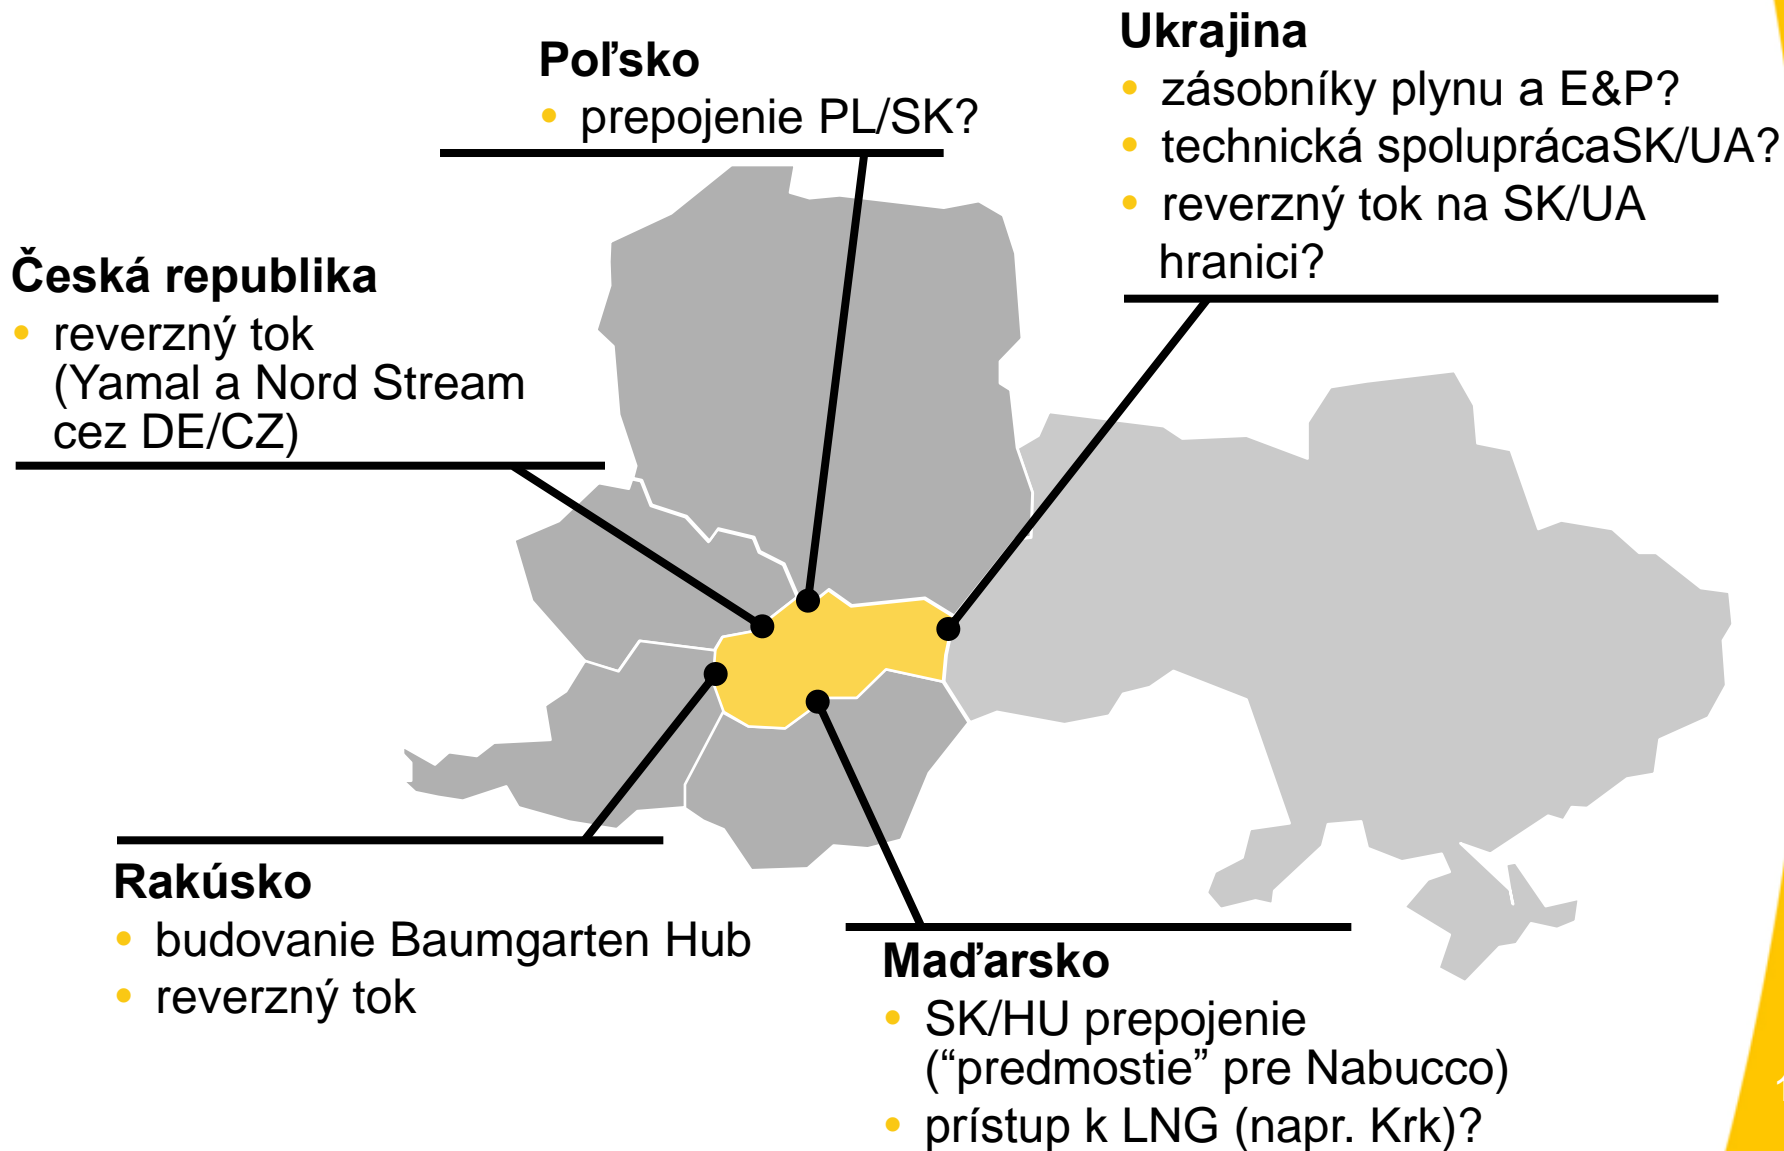 Poľsko
• prepojenie PL/SK?
Ukrajina
• zásobníky plynu a E&P?
• technická spoluprácaSK/UA?
• reverzný tok na SK/UA
hranici?
Česká republika
• reverzný tok
(Yamal a Nord Stream
cez DE/CZ)
Rakúsko
• budovanie Baumgarten Hub
• reverzný tok
Maďarsko
• SK/HU prepojenie
(“predmostie” pre Nabucco)
• prístup k LNG (napr. Krk)?